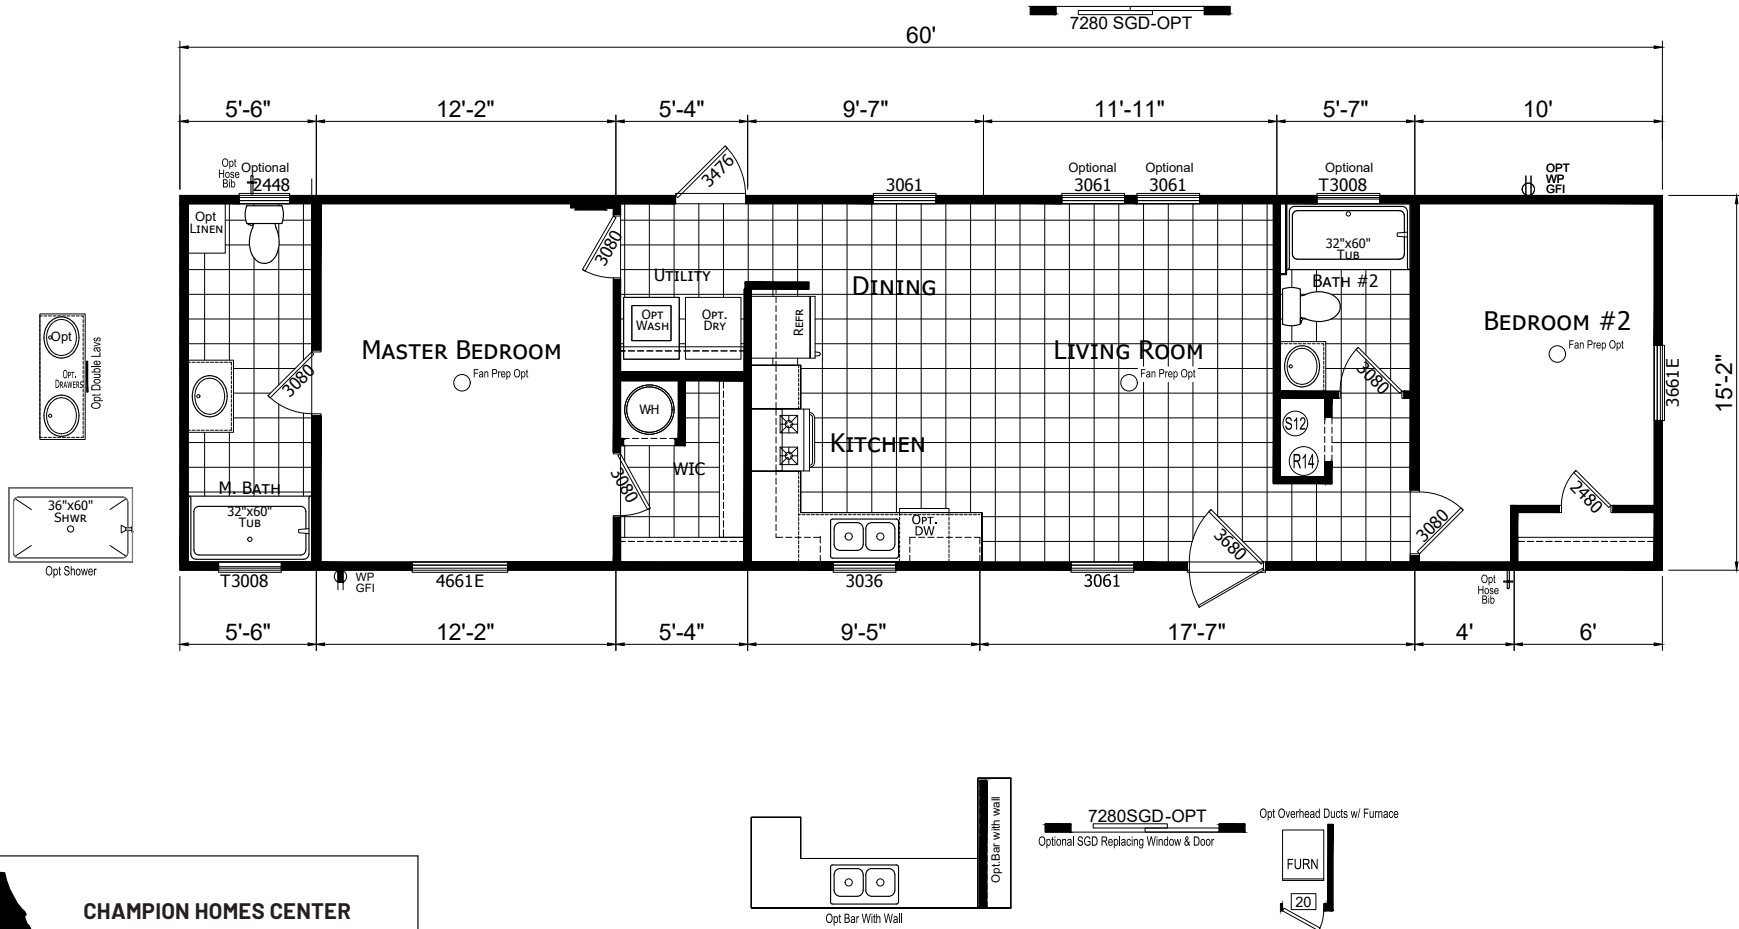 7280 SGD-OPT
60'
5'-6"
12'-2"
5'-4"
9'-7"
11'-11"
5'-7"
10'
Opt
Hose
Bib
Optional
T2448
3476
3061
Optional
3061
Optional
3061
Optional
T3008
OPT
WP
GFI
Opt
LINEN
3080
UTILITY
OPT
WASH
OPT.
DRY
REFR
DINING
32"x60"
TUB
BATH #2
BEDROOM #2
Fan Prep Opt
MASTER BEDROOM
Fan Prep Opt
LIVING ROOM
Fan Prep Opt
3080
3080
3661E
15'-2"
Opt
OPT.
DRAWERS
Opt Double Lavs
WH
KITCHEN
WIC
3080
S12
R14
M. BATH
32"x60"
TUB
36"x60"
SHWR
Opt Shower
OPT.
DW
3680
3080
2480
T3008
WP
GFI
4661E
3036
3061
Opt
Hose
Bib
5'-6"
12'-2"
5'-4"
9'-5"
17'-7"
4'
6'
Opt.Bar with wall
Opt Bar With Wall
7280SGD-OPT
Optional SGD Replacing Window & Door
Opt Overhead Ducts w/ Furnace
FURN
20
CHAMPION HOMES CENTER